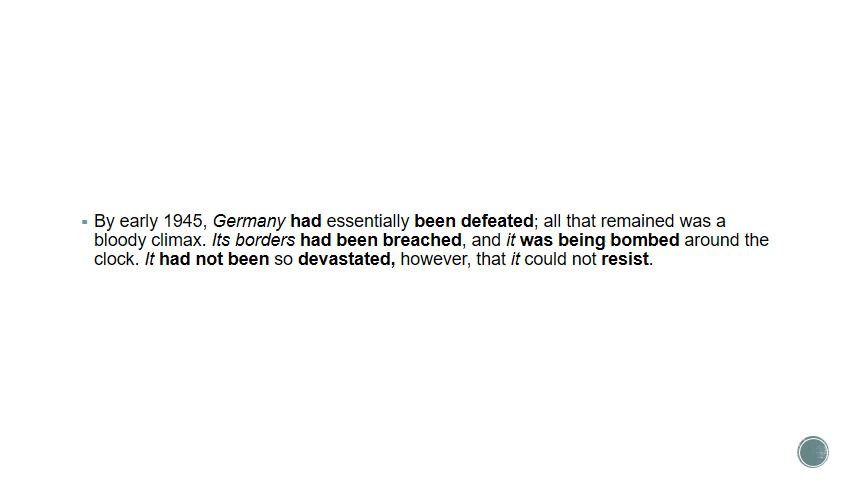 By early 1945, Germany had essentially been defeated; all that remained was a
bloody climax. Its borders had been breached, and it was being bombed around the
clock. It had not been so devastated, however, that it could not resist.